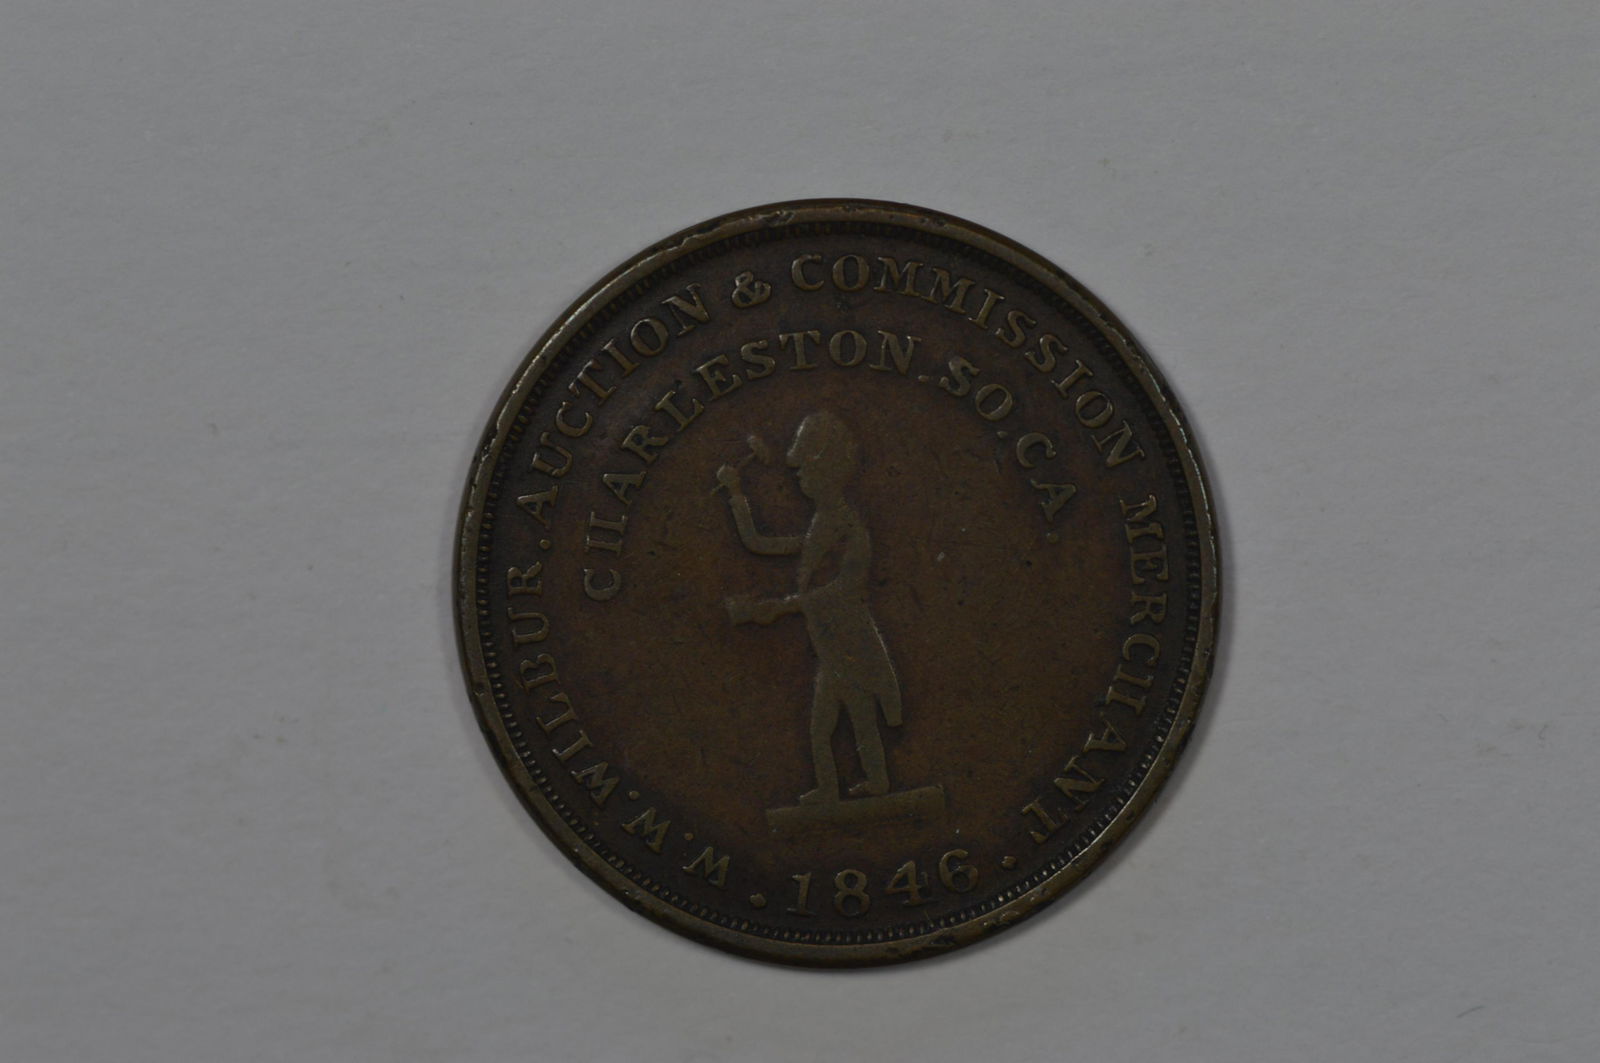 W. W. WILBUR. AUCTION & COMMISSION MERCHANT
CHARLESTON. SO. CA.
. 1846 .